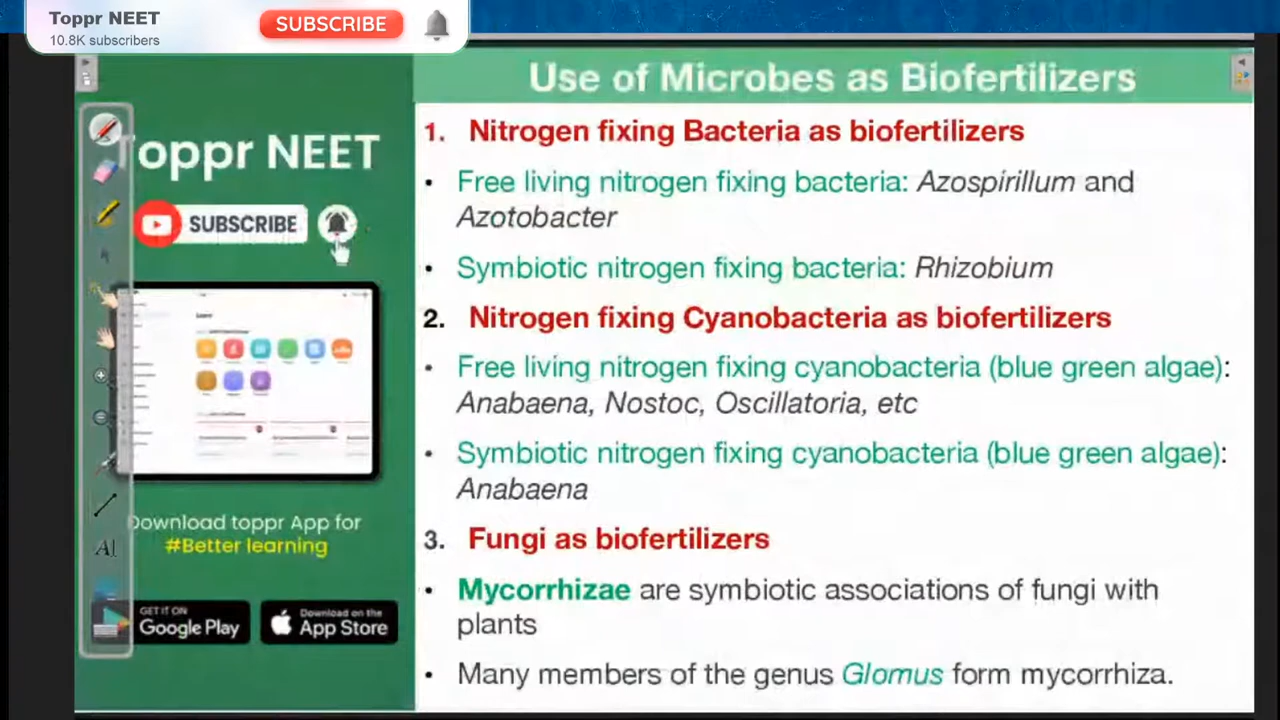 Toppr NEET
10.8K subscribers
SUBSCRIBE
Use of Microbes as Biofertilizers
oppr NEET
SUBSCRIBE
Download toppr App for
#Better learning
GET IT ON
Google Play
Download on the
App Store
AI
1. Nitrogen fixing Bacteria as biofertilizers
• Free living nitrogen fixing bacteria: Azospirillum and
Azotobacter
• Symbiotic nitrogen fixing bacteria: Rhizobium
2. Nitrogen fixing Cyanobacteria as biofertilizers
• Free living nitrogen fixing cyanobacteria (blue green algae):
Anabaena, Nostoc, Oscillatoria, etc
• Symbiotic nitrogen fixing cyanobacteria (blue green algae):
Anabaena
3. Fungi as biofertilizers
• Mycorrhizae are symbiotic associations of fungi with
plants
• Many members of the genus Glomus form mycorrhiza.